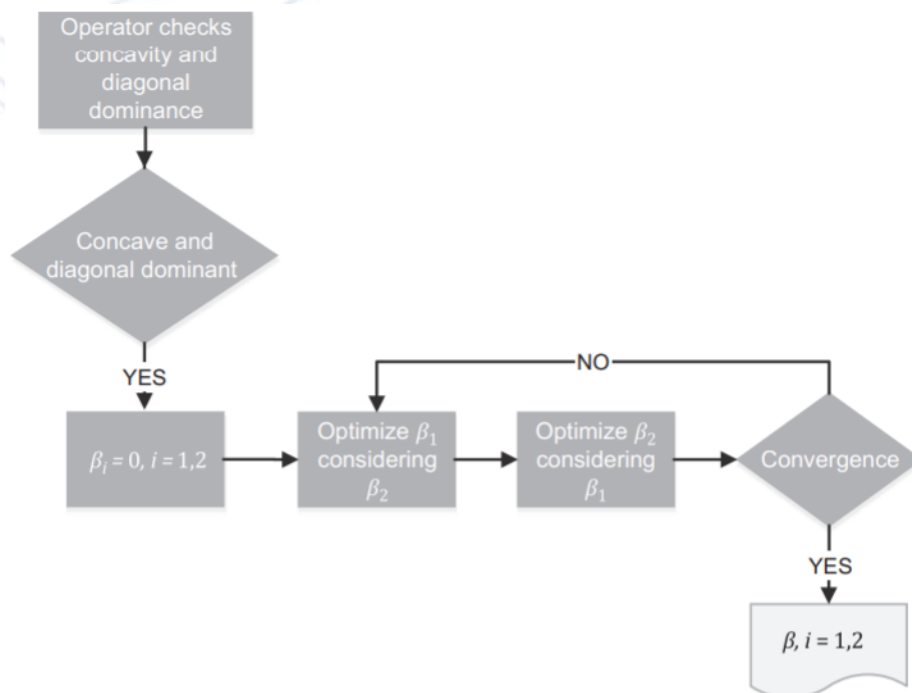 Operator checks
concavity and
diagonal
dominance
Concave and
diagonal dominant
YES
β₁ = 0, i = 1,2
Optimize β₁
considering
β₂
Optimize β₂
considering
β₁
Convergence
NO
YES
β, i = 1,2